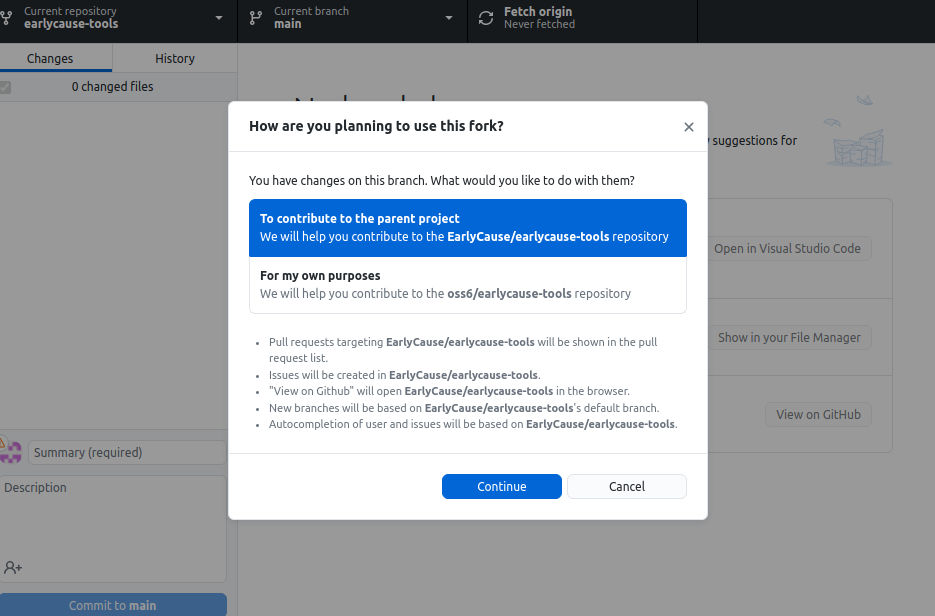 Current repository
earlycause-tools
Current branch
main
Fetch origin
Never fetched
Changes
History
0 changed files
suggestions for
How are you planning to use this fork?
You have changes on this branch. What would you like to do with them?
To contribute to the parent project
We will help you contribute to the EarlyCause/earlycause-tools repository
For my own purposes
We will help you contribute to the oss6/earlycause-tools repository
Pull requests targeting EarlyCause/earlycause-tools will be shown in the pull
request list.
Issues will be created in EarlyCause/earlycause-tools.
"View on Github" will open EarlyCause/earlycause-tools in the browser.
New branches will be based on EarlyCause/earlycause-tools's default branch.
Autocompletion of user and issues will be based on EarlyCause/earlycause-tools.
Continue
Cancel
Open in Visual Studio Code
Show in your File Manager
View on GitHub
Summary (required)
Description
Commit to main